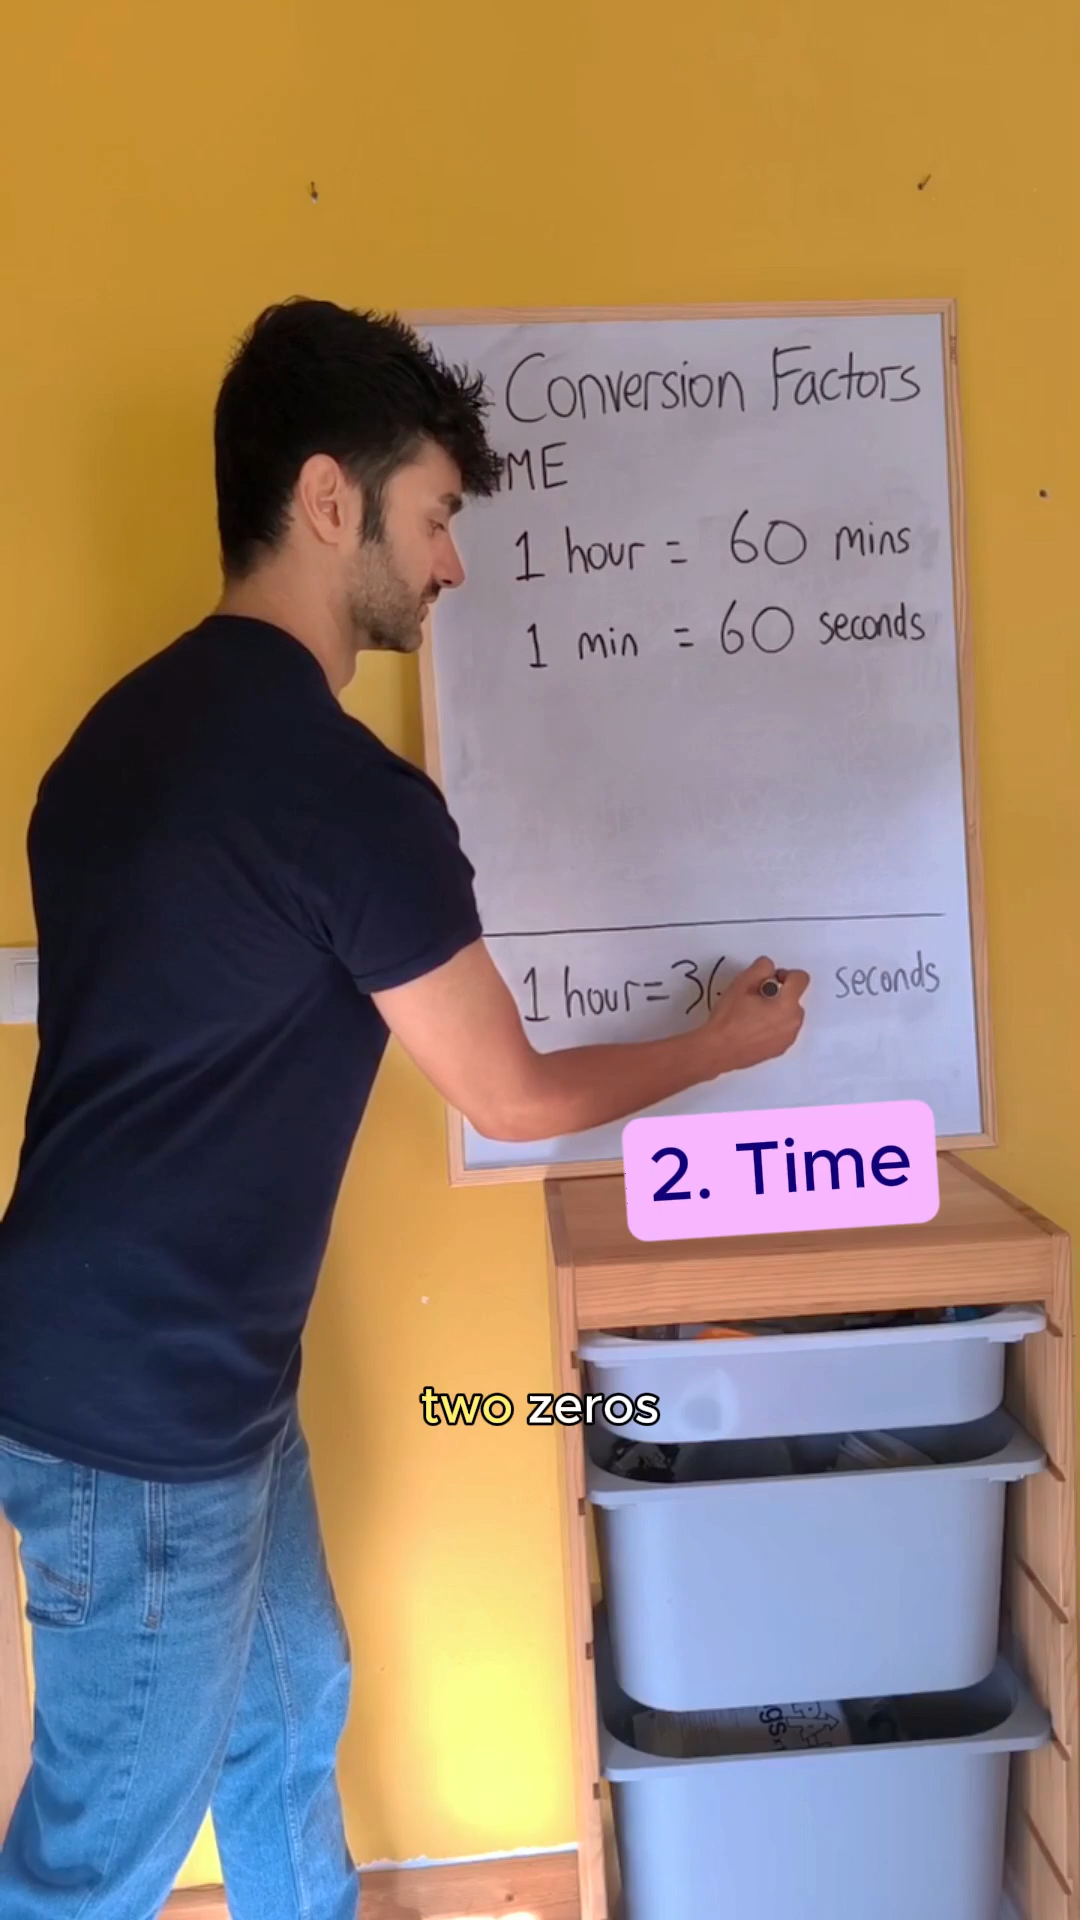 Conversion Factors
ME
1 hour = 60 mins
1 min = 60 seconds
1 hour = 3 seconds
2. Time
two zeros